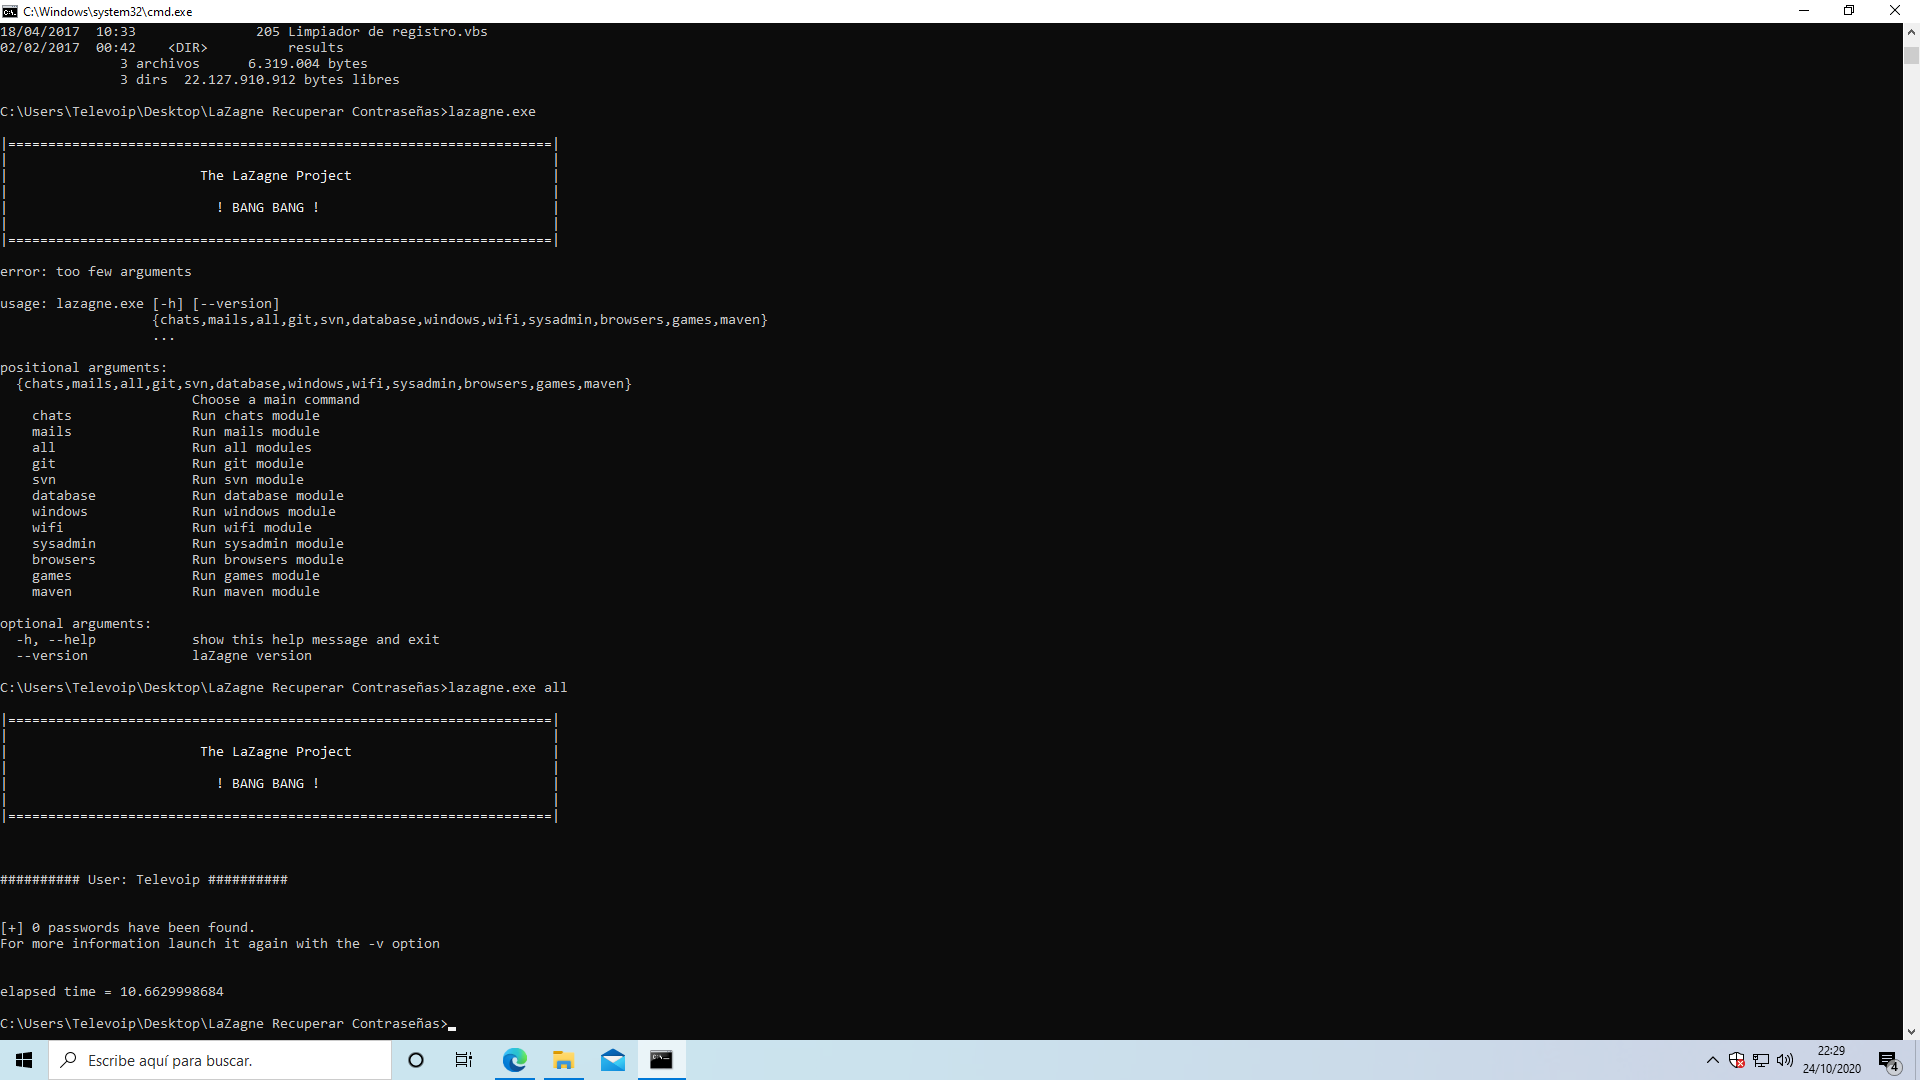 C:\Windows\system32\cmd.exe
18/04/2017  10:33               205 Limpiador de registro.vbs
02/02/2017  00:42    <DIR>          results
               3 archivos      6.319.004 bytes
               3 dirs  22.127.910.912 bytes libres
C:\Users\Televoip\Desktop\LaZagne Recuperar Contraseñas>lazagne.exe
|====================================================================|
|                                                                    |
|                        The LaZagne Project                         |
|                                                                    |
|                          ! BANG BANG !                             |
|                                                                    |
|====================================================================|
error: too few arguments
usage: lazagne.exe [-h] [--version]
                   {chats,mails,all,git,svn,database,windows,wifi,sysadmin,browsers,games,maven}
                   ...
positional arguments:
  {chats,mails,all,git,svn,database,windows,wifi,sysadmin,browsers,games,maven}
                        Choose a main command
    chats               Run chats module
    mails               Run mails module
    all                 Run all modules
    git                 Run git module
    svn                 Run svn module
    database            Run database module
    windows             Run windows module
    wifi                Run wifi module
    sysadmin            Run sysadmin module
    browsers            Run browsers module
    games               Run games module
    maven               Run maven module
optional arguments:
  -h, --help            show this help message and exit
  --version             laZagne version
C:\Users\Televoip\Desktop\LaZagne Recuperar Contraseñas>lazagne.exe all
|====================================================================|
|                                                                    |
|                        The LaZagne Project                         |
|                                                                    |
|                          ! BANG BANG !                             |
|                                                                    |
|====================================================================|
########## User: Televoip ##########
[+] 0 passwords have been found.
For more information launch it again with the -v option
elapsed time = 10.6629998684
C:\Users\Televoip\Desktop\LaZagne Recuperar Contraseñas>
Escribe aquí para buscar.
22:29
24/10/2020
4